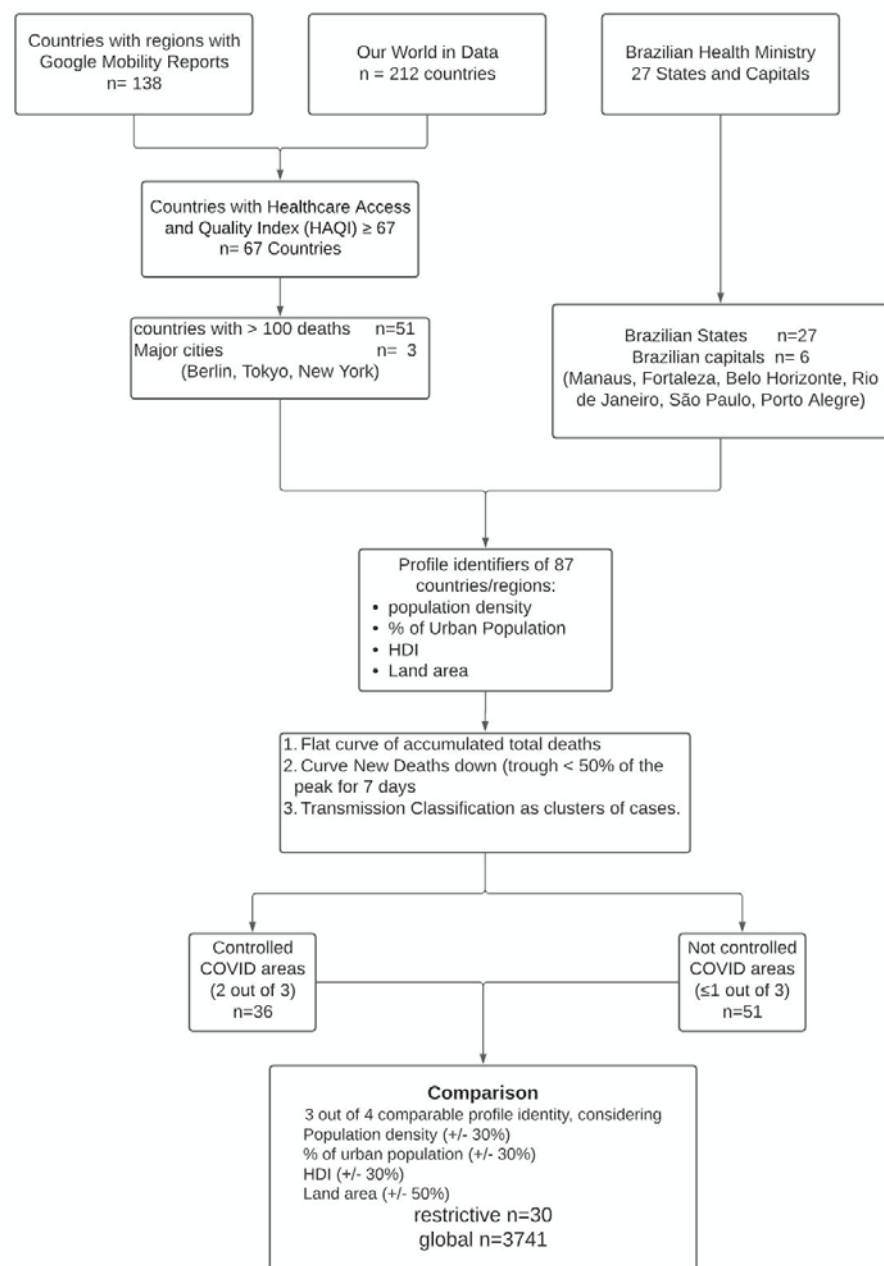 Countries with regions with
Google Mobility Reports
n= 138
Our World in Data
n = 212 countries
Brazilian Health Ministry
27 States and Capitals
Countries with Healthcare Access
and Quality Index (HAQI) ≥ 67
n= 67 Countries
countries with > 100 deaths n=51
Major cities n= 3
(Berlin, Tokyo, New York)
Brazilian States n=27
Brazilian capitals n= 6
(Manaus, Fortaleza, Belo Horizonte, Rio
de Janeiro, São Paulo, Porto Alegre)
Profile identifiers of 87
countries/regions:
• population density
• % of Urban Population
• HDI
• Land area
1. Flat curve of accumulated total deaths
2. Curve New Deaths down (trough < 50% of the
peak for 7 days
3. Transmission Classification as clusters of cases.
Controlled
COVID areas
(2 out of 3)
n=36
Not controlled
COVID areas
(≤1 out of 3)
n=51
Comparison
3 out of 4 comparable profile identity, considering
Population density (+/- 30%)
% of urban population (+/- 30%)
HDI (+/- 30%)
Land area (+/- 50%)
restrictive n=30
global n=3741